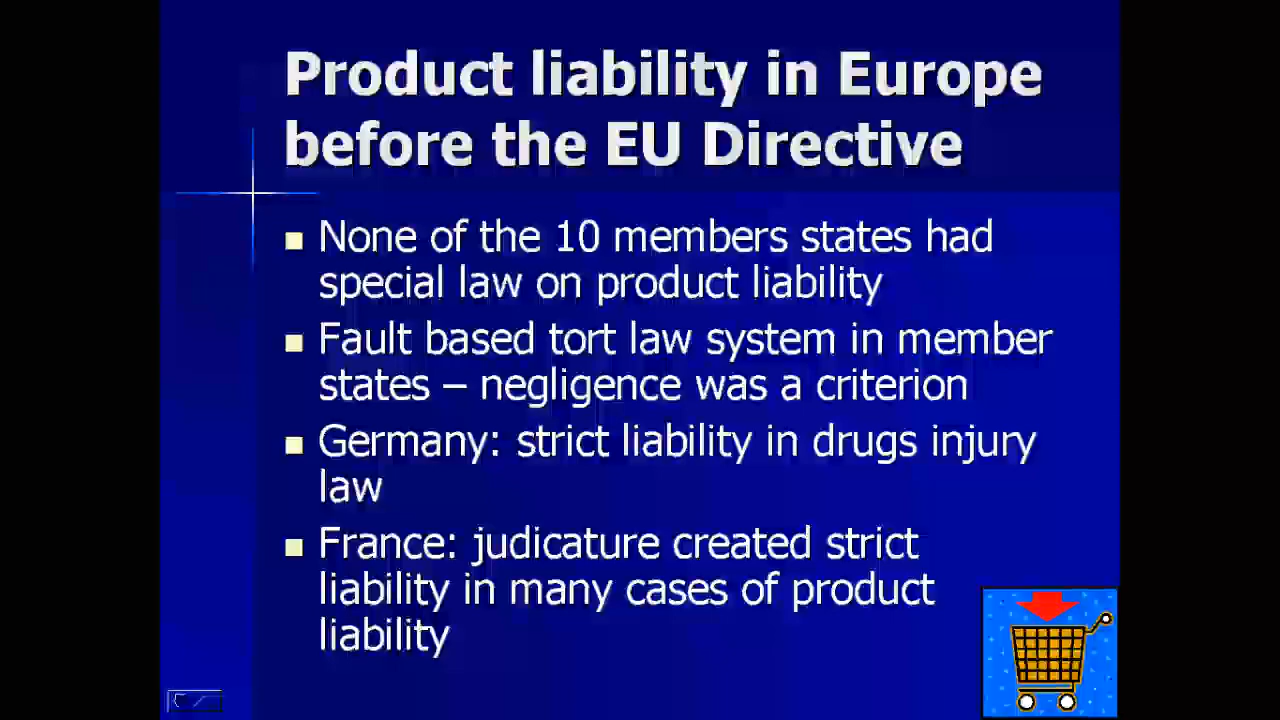 Product liability in Europe
before the EU Directive
None of the 10 members states had
special law on product liability
Fault based tort law system in member
states – negligence was a criterion
Germany: strict liability in drugs injury
law
France: judicature created strict
liability in many cases of product
liability